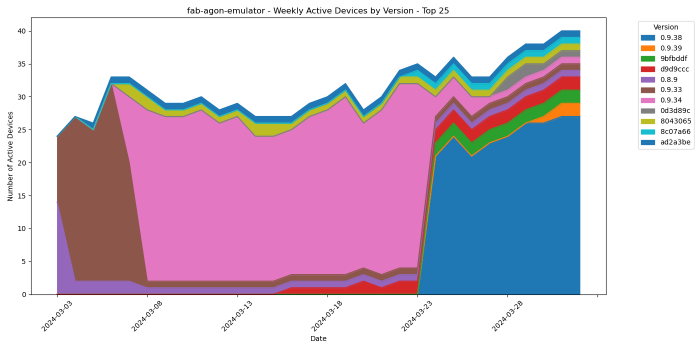 fab-agon-emulator - Weekly Active Devices by Version - Top 25
Number of Active Devices
40
35
30
25
20
15
10
5
0
2024-03-03
2024-03-08
2024-03-13
2024-03-18
2024-03-23
2024-03-28
Date
Version
0.9.38
0.9.39
9bfbddf
d9d9ccc
0.8.9
0.9.33
0.9.34
0d3d89c
8043065
8c07a66
ad2a3be